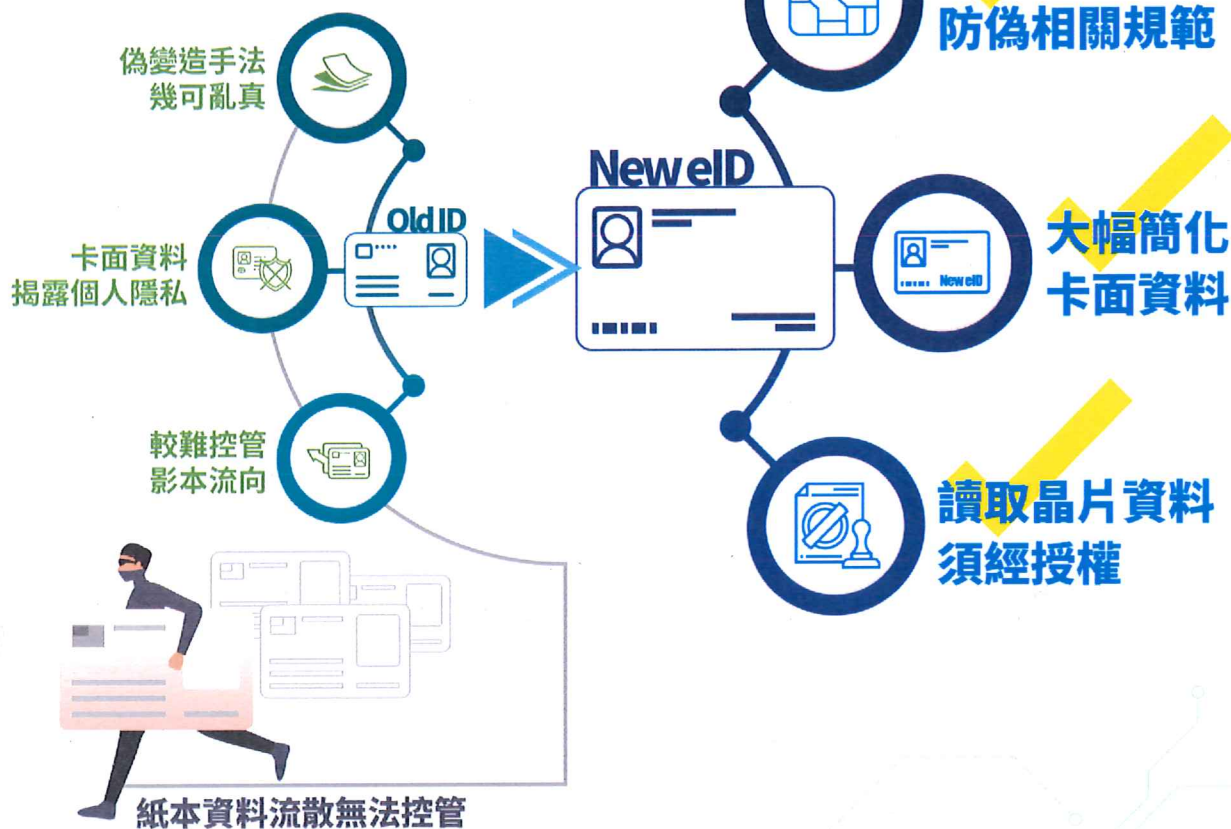 防偽相關規範
偽變造手法
幾可亂真
New eID
Old ID
卡面資料
揭露個人隱私
New eID
大幅簡化
卡面資料
較難控管
影本流向
讀取晶片資料
須經授權
紙本資料流散無法控管